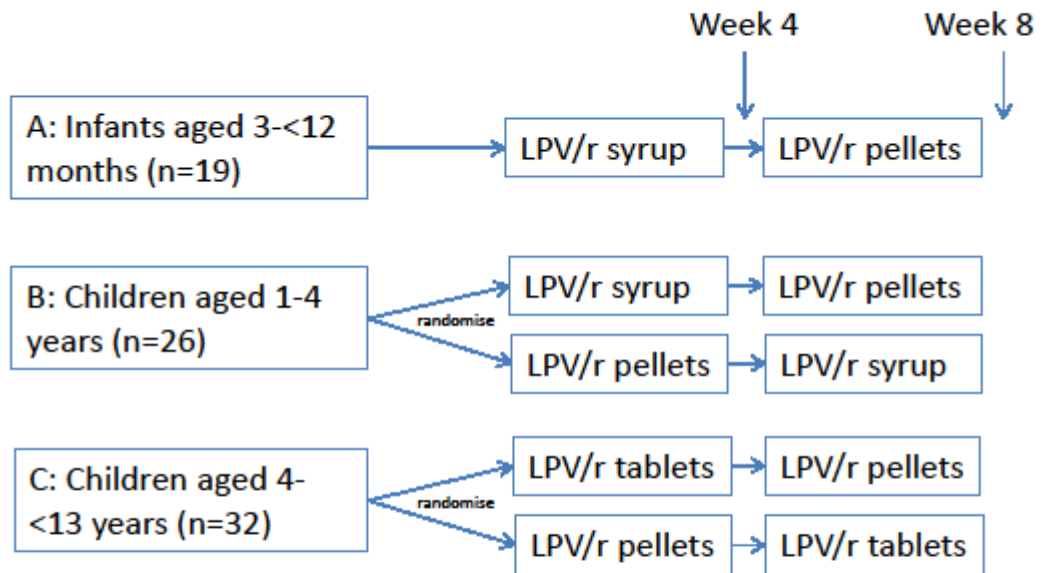 Week 4
Week 8
A: Infants aged 3-<12
months (n=19)
LPV/r syrup
LPV/r pellets
B: Children aged 1-4
years (n=26)
randomise
LPV/r syrup
LPV/r pellets
LPV/r pellets
LPV/r syrup
C: Children aged 4-
<13 years (n=32)
randomise
LPV/r tablets
LPV/r pellets
LPV/r pellets
LPV/r tablets